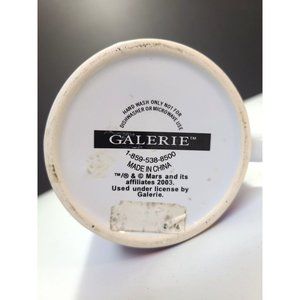 HAND WASH ONLY NOT FOR
DISHWASHER OR MICROWAVE USE
GALERIE™
1-859-538-8500
MADE IN CHINA
™/® & © Mars and its
affiliates 2003.
Used under license by
Galerie.